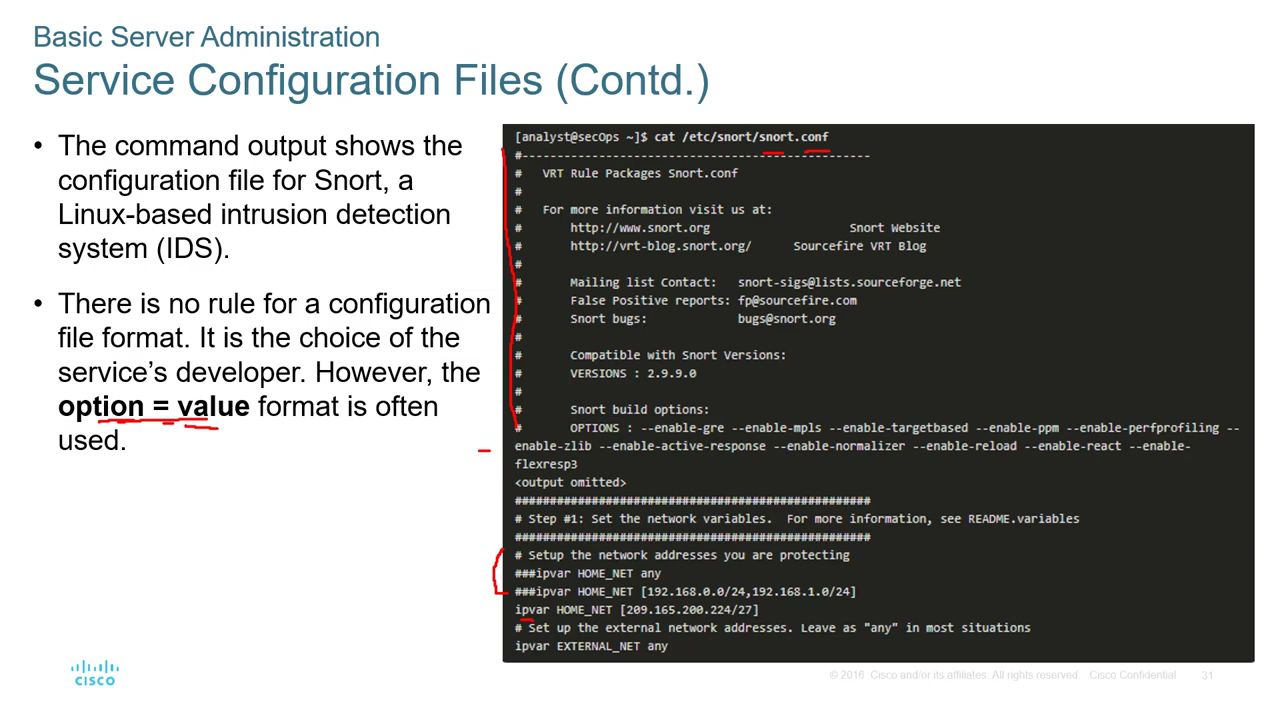 Basic Server Administration
Service Configuration Files (Contd.)
• The command output shows the
configuration file for Snort, a
Linux-based intrusion detection
system (IDS).
• There is no rule for a configuration
file format. It is the choice of the
service's developer. However, the
option = value format is often
used.
[analyst@secOps ~]$ cat /etc/snort/snort.conf
#--------------------------------------------------
#   VRT Rule Packages Snort.conf
#
#   For more information visit us at:
#       http://www.snort.org                    Snort Website
#       http://vrt-blog.snort.org/      Sourcefire VRT Blog
#
#       Mailing list Contact:   snort-sigs@lists.sourceforge.net
#       False Positive reports: fp@sourcefire.com
#       Snort bugs:             bugs@snort.org
#
#       Compatible with Snort Versions:
#       VERSIONS : 2.9.9.0
#
#       Snort build options:
#       OPTIONS : --enable-gre --enable-mpls --enable-targetbased --enable-ppm --enable-perfprofiling --
enable-zlib --enable-active-response --enable-normalizer --enable-reload --enable-react --enable-
flexresp3
<output omitted>
###################################################
# Step #1: Set the network variables.  For more information, see README.variables
###################################################
# Setup the network addresses you are protecting
###ipvar HOME_NET any
###ipvar HOME_NET [192.168.0.0/24,192.168.1.0/24]
ipvar HOME_NET [209.165.200.224/27]
# Set up the external network addresses. Leave as "any" in most situations
ipvar EXTERNAL_NET any
CISCO
© 2016  Cisco and/or its affiliates. All rights reserved.   Cisco Confidential
31